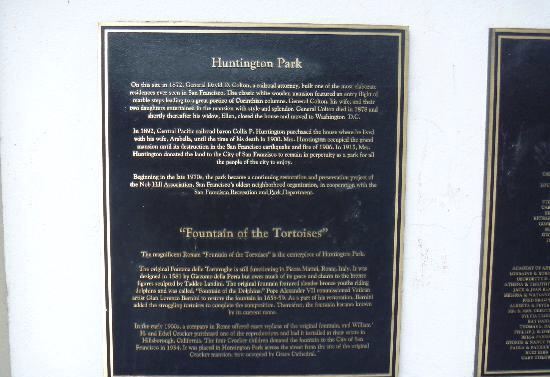 Huntington Park
On this site in 1872, General David D. Colton, a railroad attorney, built one of the most elaborate
residences ever seen in San Francisco. The classic white wooden mansion featured an entry flight of
marble steps leading to a great portico of Corinthian columns. General Colton, his wife, and their
two daughters entertained in the mansion with style and splendor. General Colton died in 1878 and
shortly thereafter his widow, Ellen, closed the house and moved to Washington D.C.
In 1892, Central Pacific railroad baron Collis P. Huntington purchased the house where he lived
with his wife, Arabella, until the time of his death in 1900. Mrs. Huntington occupied the grand
mansion until its destruction in the San Francisco earthquake and fire of 1906. In 1915, Mrs.
Huntington donated the land to the City of San Francisco to remain in perpetuity as a park for all
the people of the city to enjoy.
Beginning in the late 1970s, the park became a continuing restoration and preservation project of
the Nob Hill Association, San Francisco's oldest neighborhood organization, in cooperation with the
San Francisco Recreation and Park Department.
"Fountain of the Tortoises"
The magnificent Roman "Fountain of the Tortoises" is the centerpiece of Huntington Park.
The original Fontana delle Tartarughe is still functioning in Piazza Mattei, Rome, Italy. It was
designed in 1581 by Giacomo della Porta but owes much of its grace and charm to the bronze
figures sculpted by Taddeo Landini. The original fountain featured slender bronze youths riding
dolphins and was called, "Fountain of the Dolphins." Pope Alexander VII commissioned Vatican
artist Gian Lorenzo Bernini to restore the fountain in 1658-59. As a part of his restoration, Bernini
added the struggling tortoises to complete the composition. Thereafter, the fountain became known
by its current name.
In the early 1900s, a company in Rome offered exact replicas of the original fountain, and William
H. and Ethel Crocker purchased one of the reproductions and had it installed at their estate in
Hillsborough, California. The four Crocker children donated the fountain to the City of San
Francisco in 1954. It was placed in Huntington Park across the street from the site of the original
Crocker mansion, now occupied by Grace Cathedral.